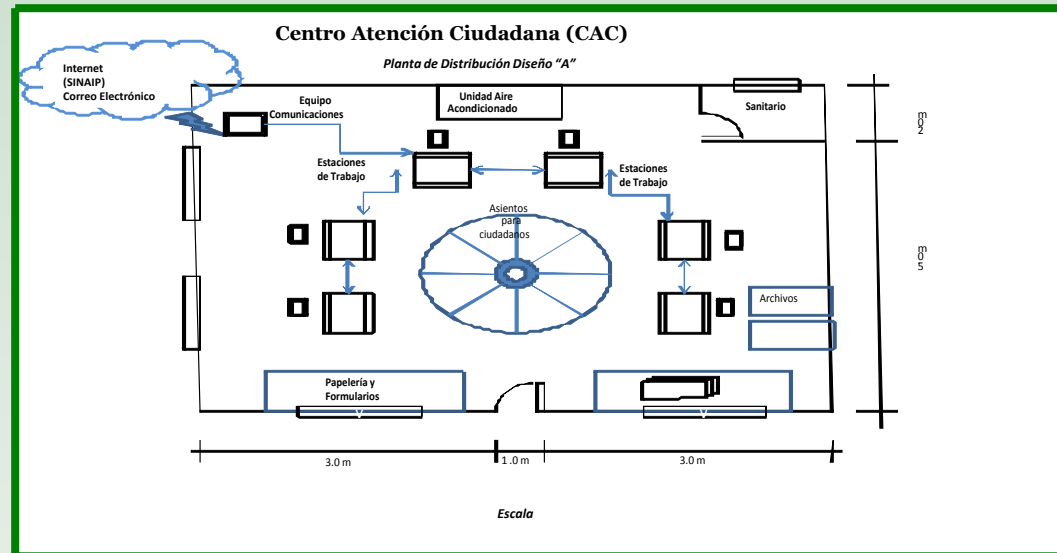 Centro Atención Ciudadana (CAC)
Planta de Distribución Diseño "A"
Internet
(SINAIP)
Correo Electrónico
Equipo
Comunicaciones
Unidad Aire
Acondicionado
Sanitario
Estaciones
de Trabajo
Estaciones
de Trabajo
Asientos
para
ciudadanos
Archivos
Papelería y
Formularios
V
V
3.0 m
1.0 m
3.0 m
Escala